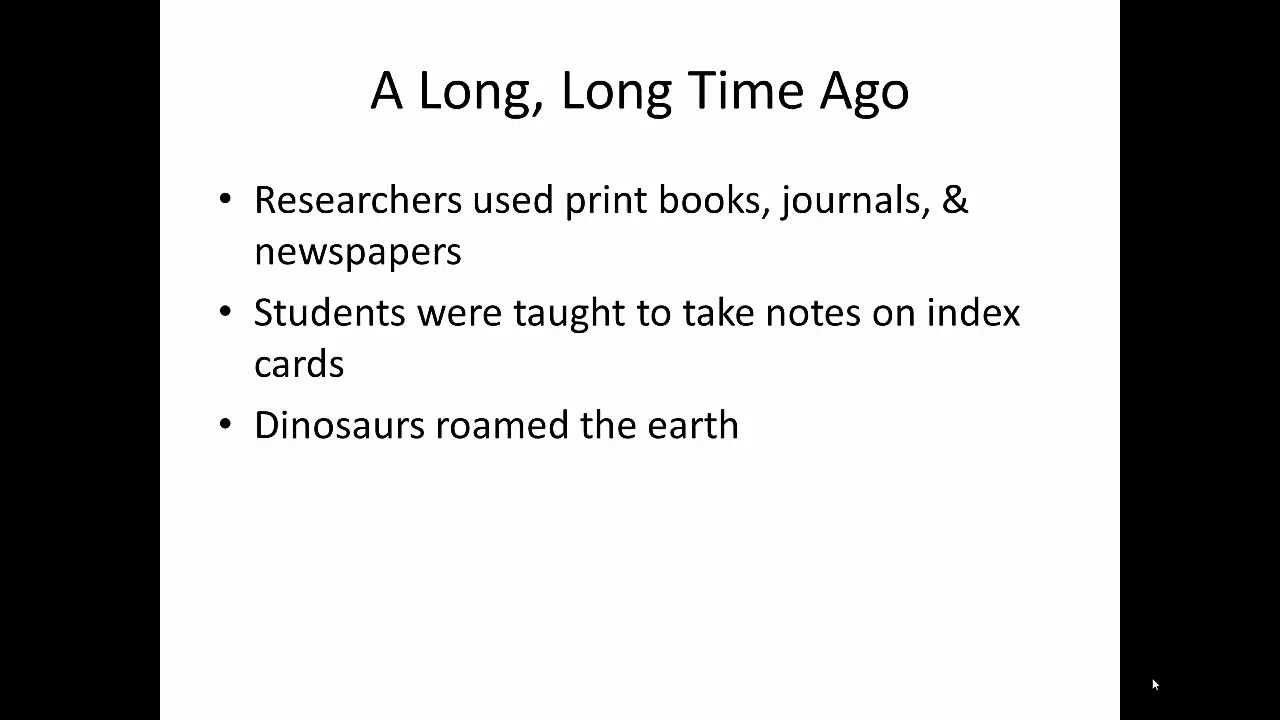 A Long, Long Time Ago
• Researchers used print books, journals, &
newspapers
• Students were taught to take notes on index
cards
• Dinosaurs roamed the earth